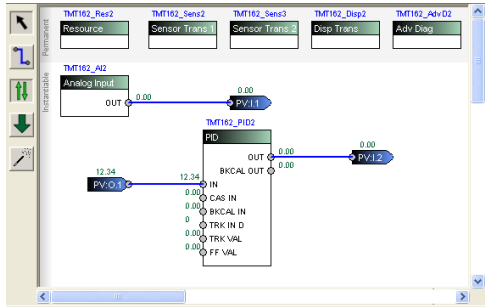 TMT162_Res2 TMT162_Sens2 TMT162_Sens3 TMT162_Disp2 TMT162_AdvD2
Permanent
Resource Sensor Trans 1 Sensor Trans 2 Disp Trans Adv Diag
Instantiable
TMT162_AI2
Analog Input
OUT 0.00
0.00
PV:I.1
TMT162_PID2
PID
OUT 0.00
0.00
PV:I.2
BKCAL OUT 0.00
12.34
PV:O.1
12.34 IN
0.00 CAS IN
0.00 BKCAL IN
0 TRK IN D
0.00 TRK VAL
0.00 FF VAL